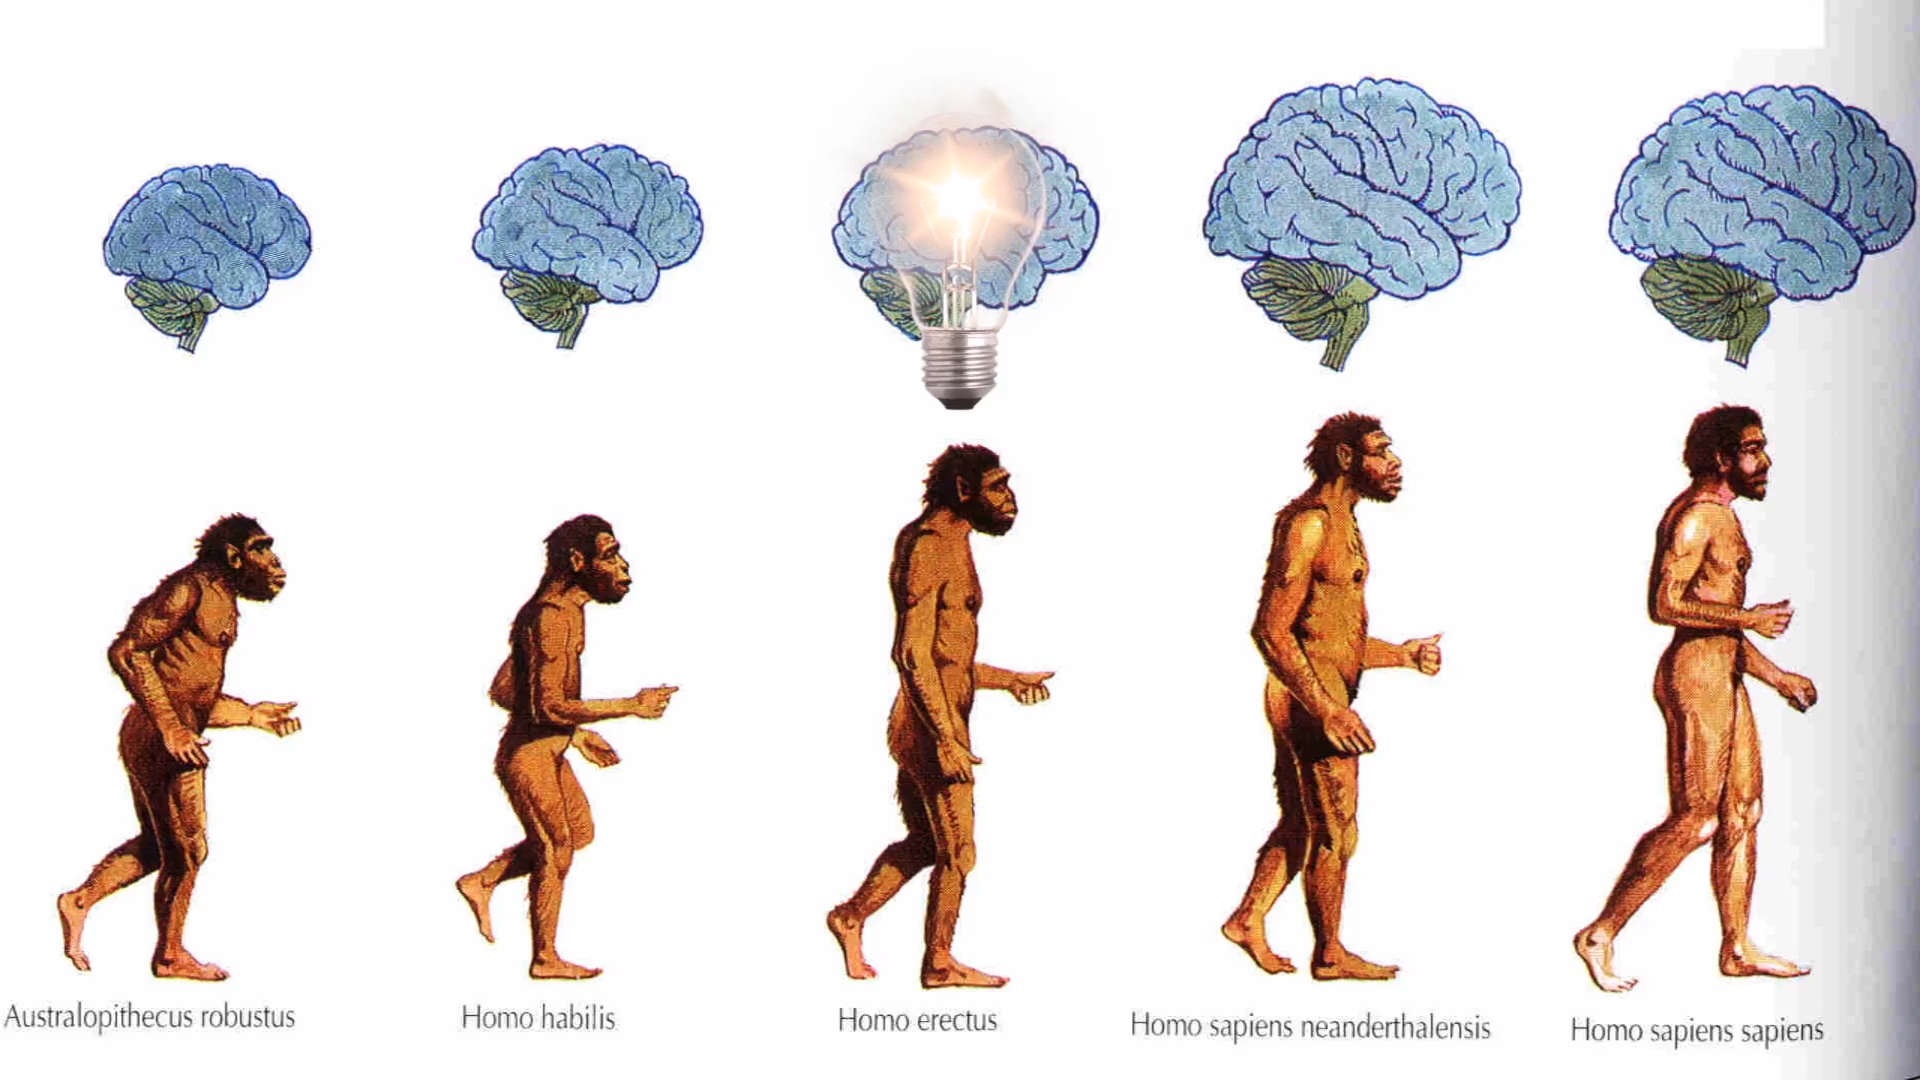 Australopithecus robustus
Homo habilis
Homo erectus
Homo sapiens neanderthalensis
Homo sapiens sapiens